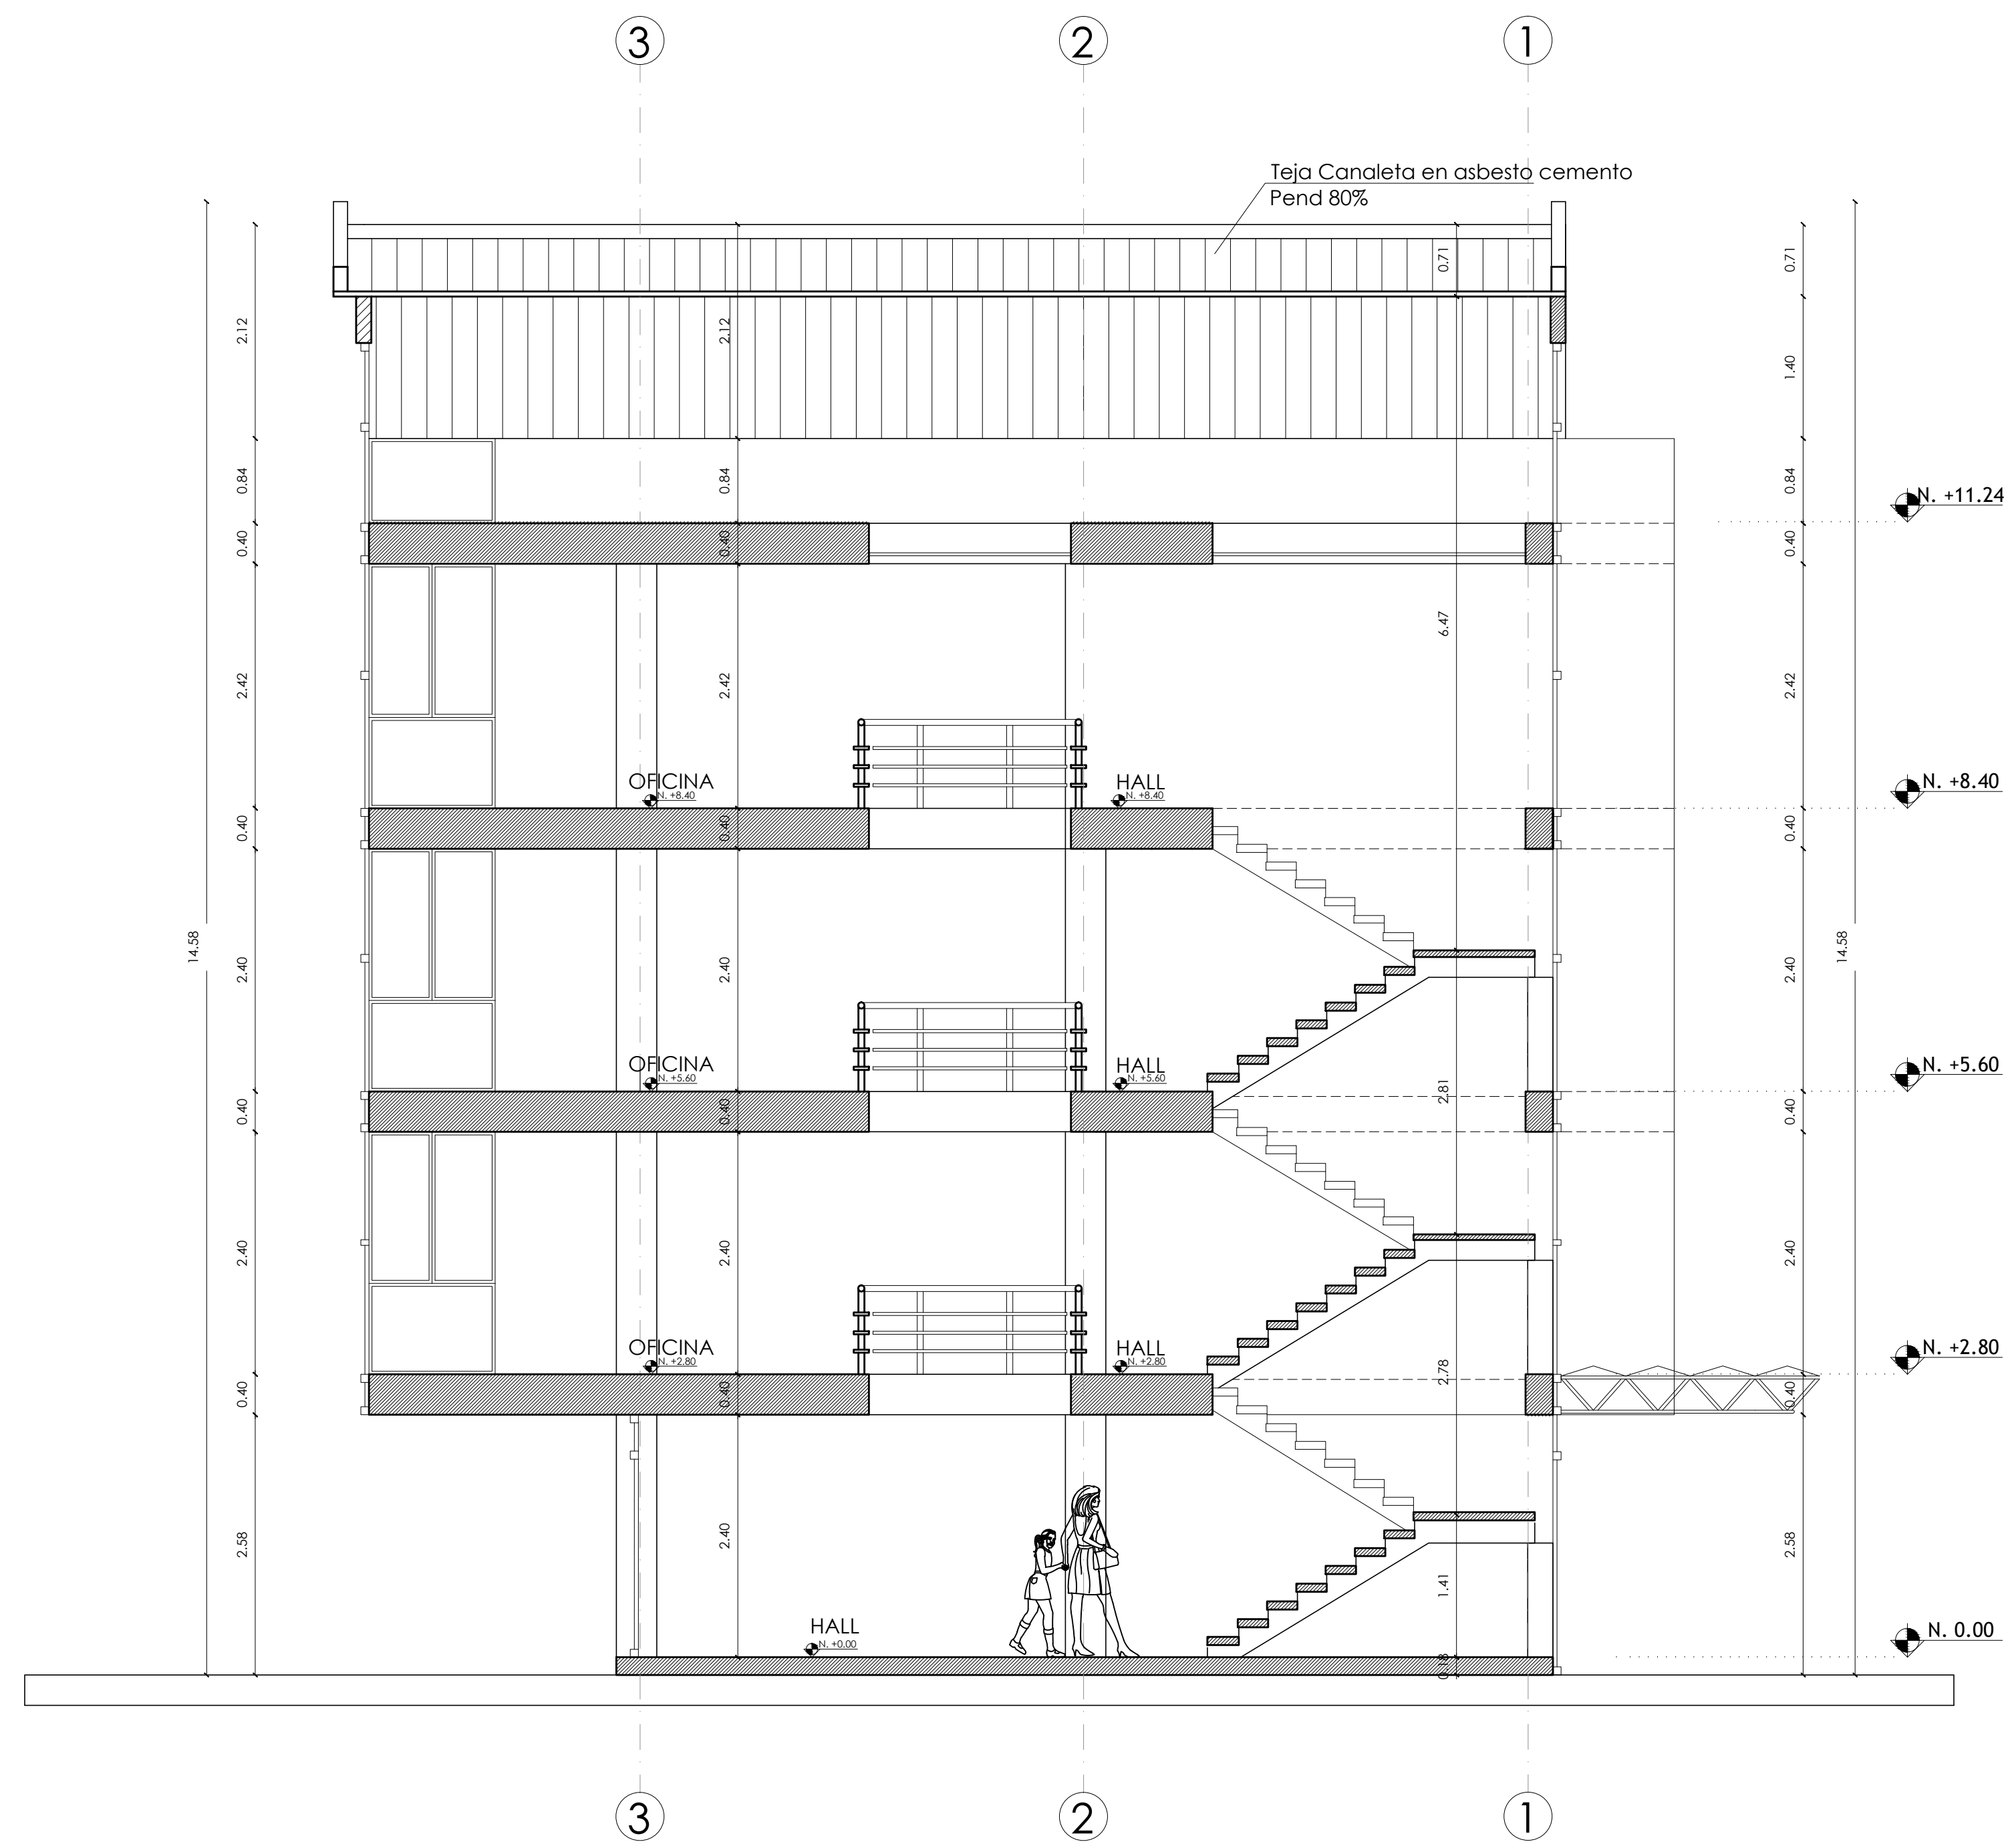 3
2
1
Teja Canaleta en asbesto cemento
Pend 80%
0.71
0.71
2.12
2.12
1.40
0.84
0.84
0.84
N. +11.24
0.40
0.40
0.40
6.47
2.42
2.42
2.42
OFICINA
N. +8.40
HALL
N. +8.40
N. +8.40
0.40
0.40
0.40
14.58
14.58
2.40
2.40
2.40
OFICINA
N. +5.60
HALL
N. +5.60
N. +5.60
2.81
0.40
0.40
0.40
2.40
2.40
2.40
OFICINA
N. +2.80
HALL
N. +2.80
N. +2.80
2.78
0.40
0.40
0.40
2.58
2.40
2.58
1.41
HALL
N. +0.00
N. 0.00
0.18
3
2
1